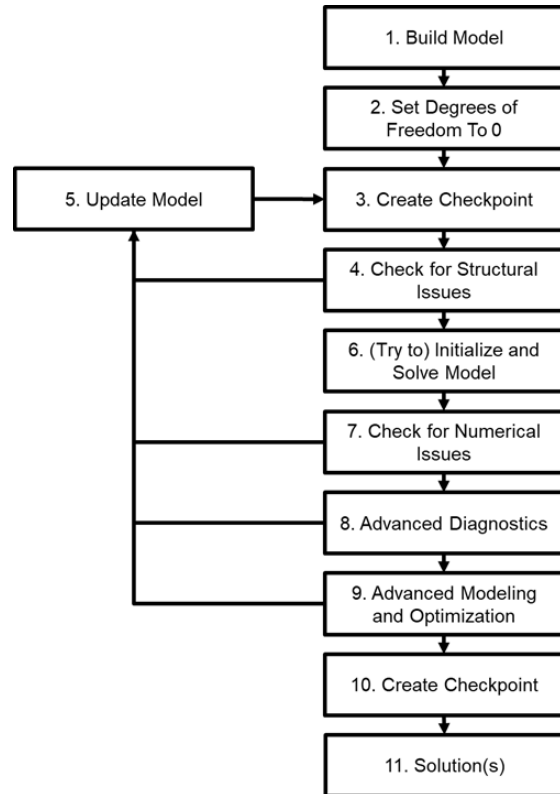 1. Build Model
2. Set Degrees of
Freedom To 0
5. Update Model
3. Create Checkpoint
4. Check for Structural
Issues
6. (Try to) Initialize and
Solve Model
7. Check for Numerical
Issues
8. Advanced Diagnostics
9. Advanced Modeling
and Optimization
10. Create Checkpoint
11. Solution(s)